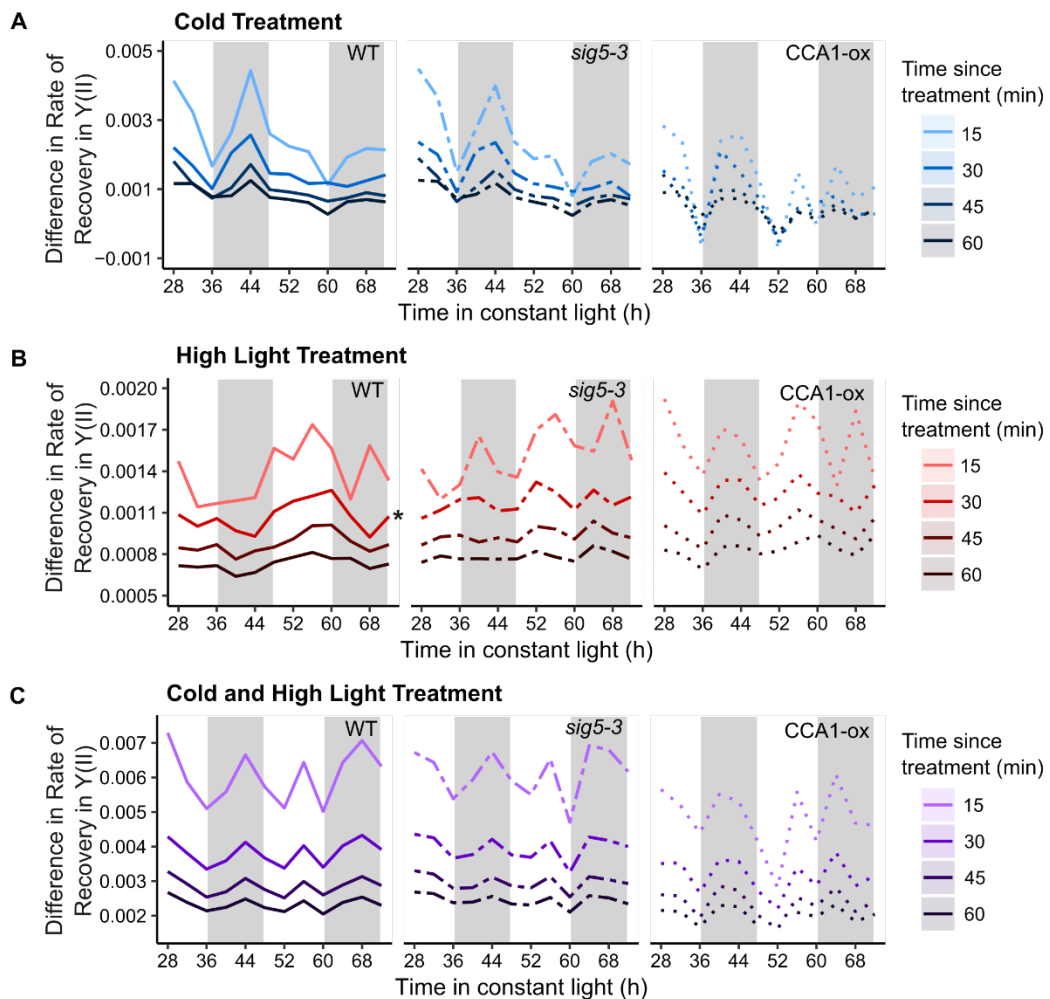 A Cold Treatment
WT
sig5-3
CCA1-ox
Difference in Rate of
Recovery in Y(II)
0.005
0.003
0.001
−0.001
28 36 44 52 60 68
28 36 44 52 60 68
28 36 44 52 60 68
Time in constant light (h)
Time since
treatment (min)
15
30
45
60
B High Light Treatment
WT
sig5-3
CCA1-ox
Difference in Rate of
Recovery in Y(II)
0.0020
0.0017
0.0014
0.0011
0.0008
0.0005
*
28 36 44 52 60 68
28 36 44 52 60 68
28 36 44 52 60 68
Time in constant light (h)
Time since
treatment (min)
15
30
45
60
C Cold and High Light Treatment
WT
sig5-3
CCA1-ox
Difference in Rate of
Recovery in Y(II)
0.007
0.006
0.005
0.004
0.003
0.002
28 36 44 52 60 68
28 36 44 52 60 68
28 36 44 52 60 68
Time in constant light (h)
Time since
treatment (min)
15
30
45
60